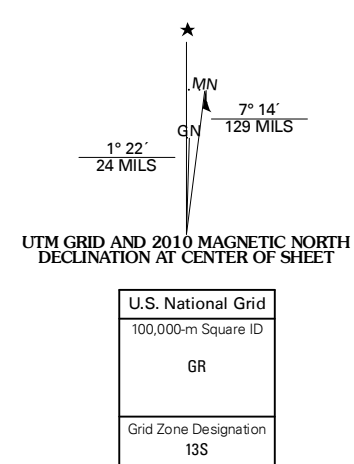 MN
7° 14´
129 MILS
GN
1° 22´
24 MILS
UTM GRID AND 2010 MAGNETIC NORTH
DECLINATION AT CENTER OF SHEET
U.S. National Grid
100,000-m Square ID
GR
Grid Zone Designation
13S